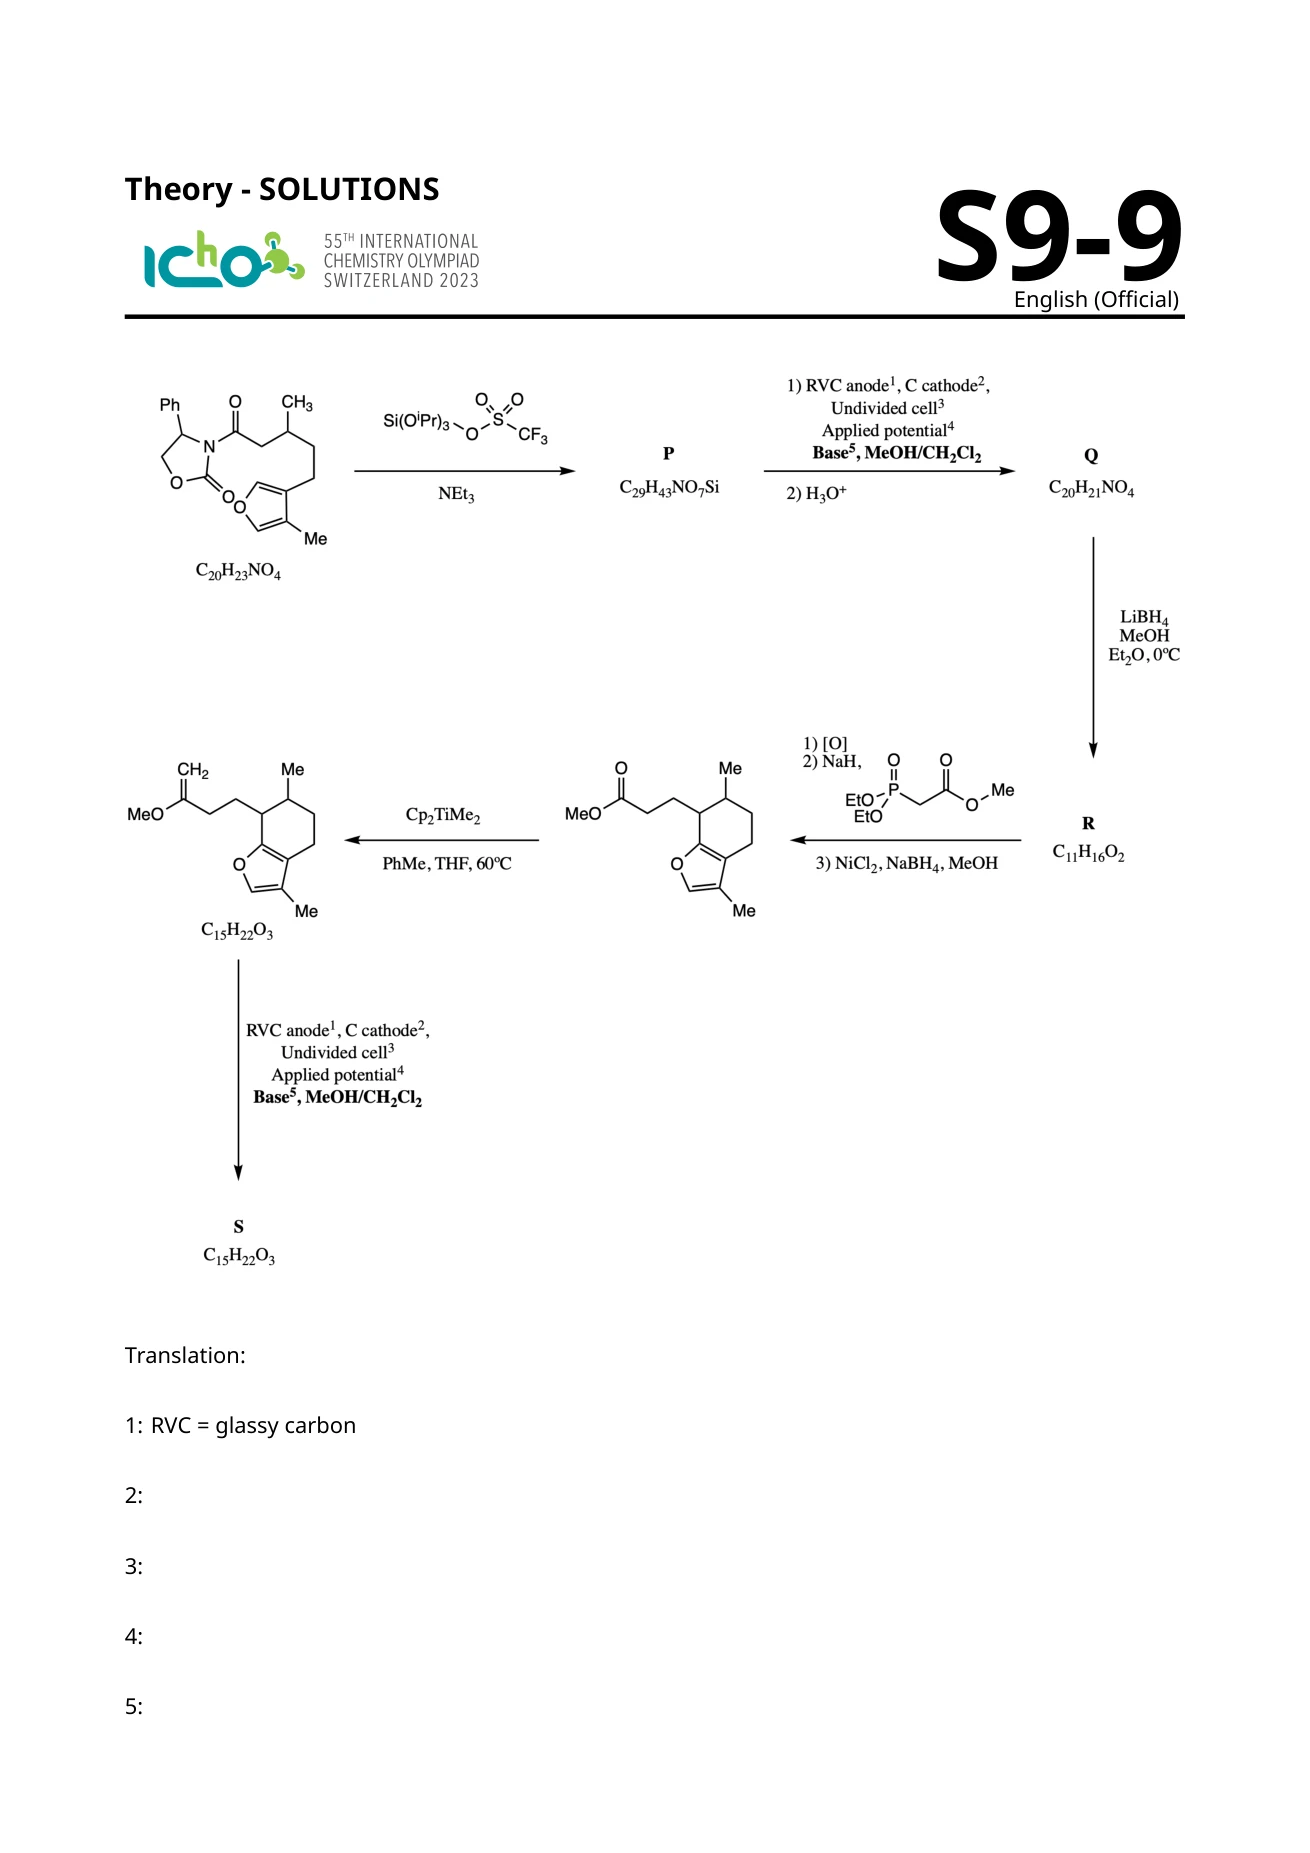 Theory - SOLUTIONS
S9-9
IChO
55TH INTERNATIONAL
CHEMISTRY OLYMPIAD
SWITZERLAND 2023
English (Official)
Ph
O
CH3
N
O
O
O
Me
C20H23NO4
Si(OiPr)3
O
O
O
S
CF3
NEt3
P
C29H43NO7Si
1) RVC anode1, C cathode2,
Undivided cell3
Applied potential4
Base5, MeOH/CH2Cl2
2) H3O+
Q
C20H21NO4
LiBH4
MeOH
Et2O, 0ºC
R
C11H16O2
1) [O]
2) NaH,
O
O
EtO
P
EtO
O
Me
3) NiCl2, NaBH4, MeOH
O
Me
MeO
O
Me
Cp2TiMe2
PhMe, THF, 60ºC
CH2
Me
MeO
O
Me
C15H22O3
RVC anode1, C cathode2,
Undivided cell3
Applied potential4
Base5, MeOH/CH2Cl2
S
C15H22O3
Translation:
1: RVC = glassy carbon
2:
3:
4:
5: